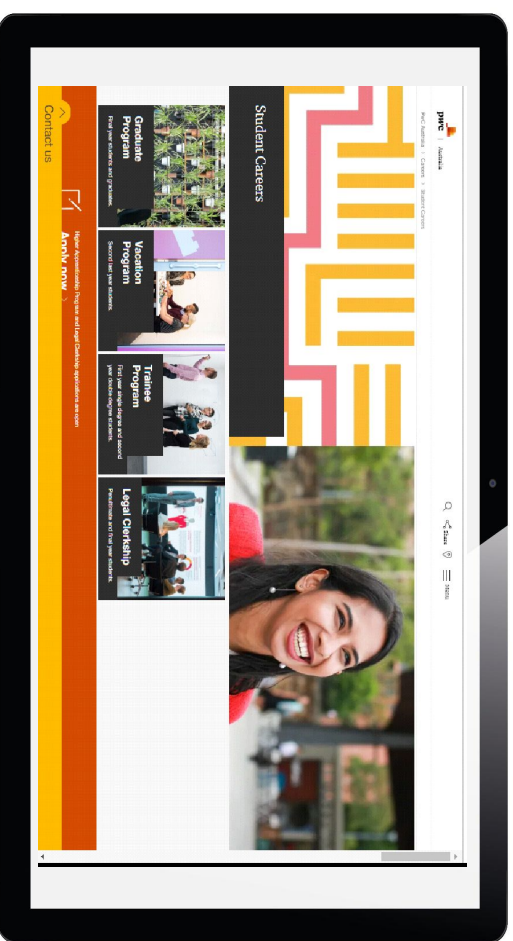 pwc | Australia
Share
Menu
PwC Australia > Careers > Student Careers
Student Careers
Graduate
Program
Final year students and graduates.
Vacation
Program
Second last year students.
Trainee
Program
First year single degree and second
year double degree students.
Legal Clerkship
Penultimate and final year students.
Higher Apprenticeship Program and Legal Clerkship applications are open
Apply now >
Contact us